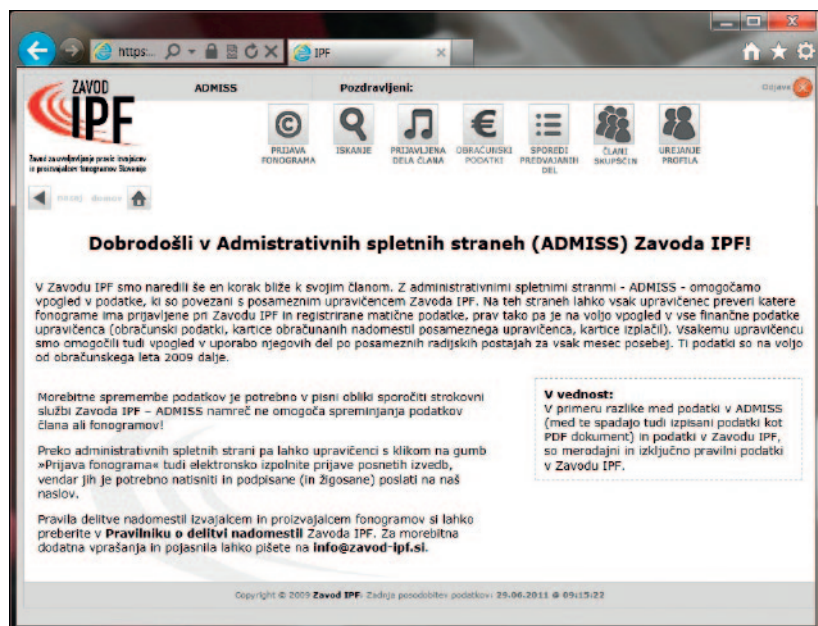 https:...
IPF
ZAVOD
IPF
Zavod za uveljavljanje pravic izvajalcev
in proizvajalcev fonogramov Slovenije
ADMISS
Pozdravljeni:
Odjava
PRIJAVA
FONOGRAMA
ISKANJE
PRIJAVLJENA
DELA ČLANA
OBRAČUNSKI
PODATKI
SPOREDI
PREDVAJANIH
DEL
ČLANI
SKUPŠČIN
UREJANJE
PROFILA
nazaj domov
Dobrodošli v Admistrativnih spletnih straneh (ADMISS) Zavoda IPF!
V Zavodu IPF smo naredili še en korak bliže k svojim članom. Z administrativnimi spletnimi stranmi - ADMISS - omogočamo
vpogled v podatke, ki so povezani s posameznim upravičencem Zavoda IPF. Na teh straneh lahko vsak upravičenec preveri katere
fonograme ima prijavljene pri Zavodu IPF in registrirane matične podatke, prav tako pa je na voljo vpogled v vse finančne podatke
upravičenca (obračunski podatki, kartice obračunanih nadomestil posameznega upravičenca, kartice izplačil). Vsakemu upravičencu
smo omogočili tudi vpogled v uporabo njegovih del po posameznih radijskih postajah za vsak mesec posebej. Ti podatki so na voljo
od obračunskega leta 2009 dalje.
Morebitne spremembe podatkov je potrebno v pisni obliki sporočiti strokovni
službi Zavoda IPF – ADMISS namreč ne omogoča spreminjanja podatkov
člana ali fonogramov!
Preko administrativnih spletnih strani pa lahko upravičenci s klikom na gumb
»Prijava fonograma« tudi elektronsko izpolnite prijave posnetih izvedb,
vendar jih je potrebno natisniti in podpisane (in žigosane) poslati na naš
naslov.
Pravila delitve nadomestil izvajalcem in proizvajalcem fonogramov si lahko
preberite v Pravilniku o delitvi nadomestil Zavoda IPF. Za morebitna
dodatna vprašanja in pojasnila lahko pišete na info@zavod-ipf.si.
V vednost:
V primeru razlike med podatki v ADMISS
(med te spadajo tudi izpisani podatki kot
PDF dokument) in podatki v Zavodu IPF,
so merodajni in izključno pravilni podatki
v Zavodu IPF.
Copyright © 2009 Zavod IPF. Zadnja posodobitev podatkov: 29.06.2011 @ 09:15:22